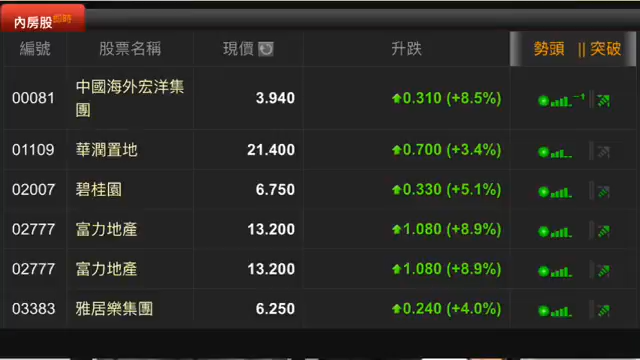 內房股即時
編號 股票名稱 現價 升跌 勢頭 || 突破
00081 中國海外宏洋集團 3.940 0.310 (+8.5%) -1
01109 華潤置地 21.400 0.700 (+3.4%)
02007 碧桂園 6.750 0.330 (+5.1%)
02777 富力地產 13.200 1.080 (+8.9%)
02777 富力地產 13.200 1.080 (+8.9%)
03383 雅居樂集團 6.250 0.240 (+4.0%)